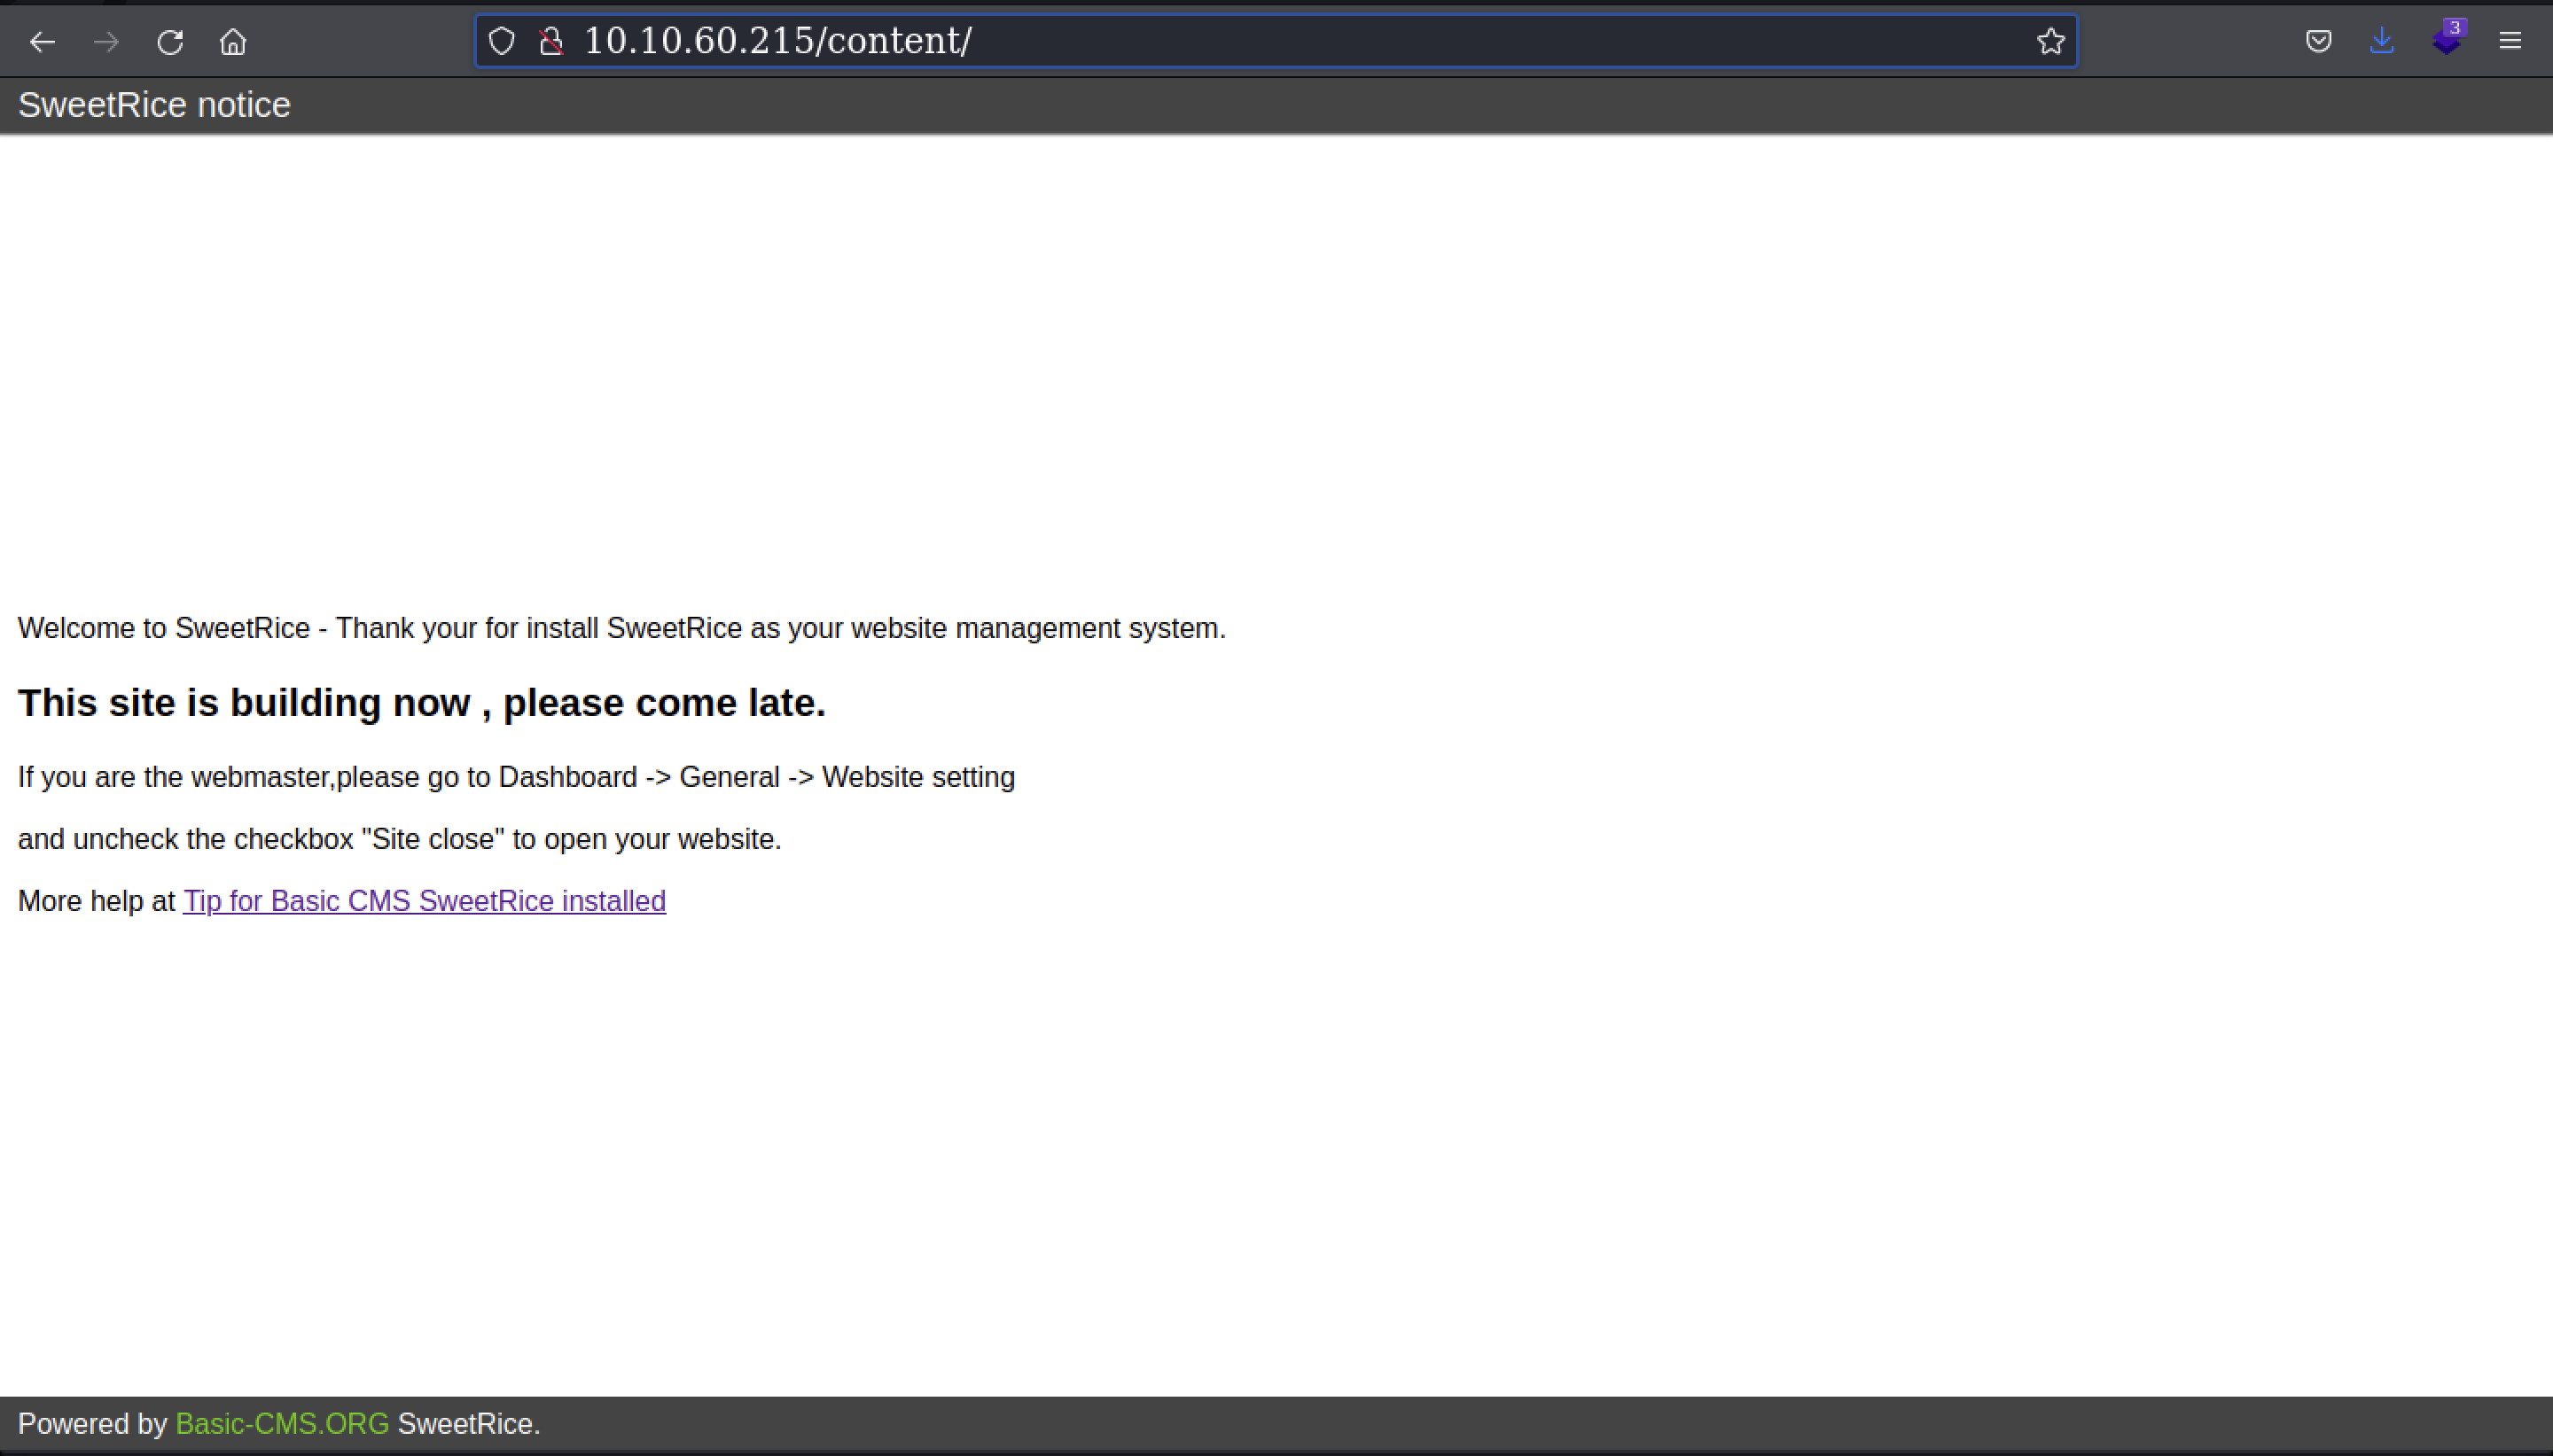 10.10.60.215/content/
3
SweetRice notice
Welcome to SweetRice - Thank your for install SweetRice as your website management system.
This site is building now , please come late.
If you are the webmaster,please go to Dashboard -> General -> Website setting
and uncheck the checkbox "Site close" to open your website.
More help at Tip for Basic CMS SweetRice installed
Powered by Basic-CMS.ORG SweetRice.